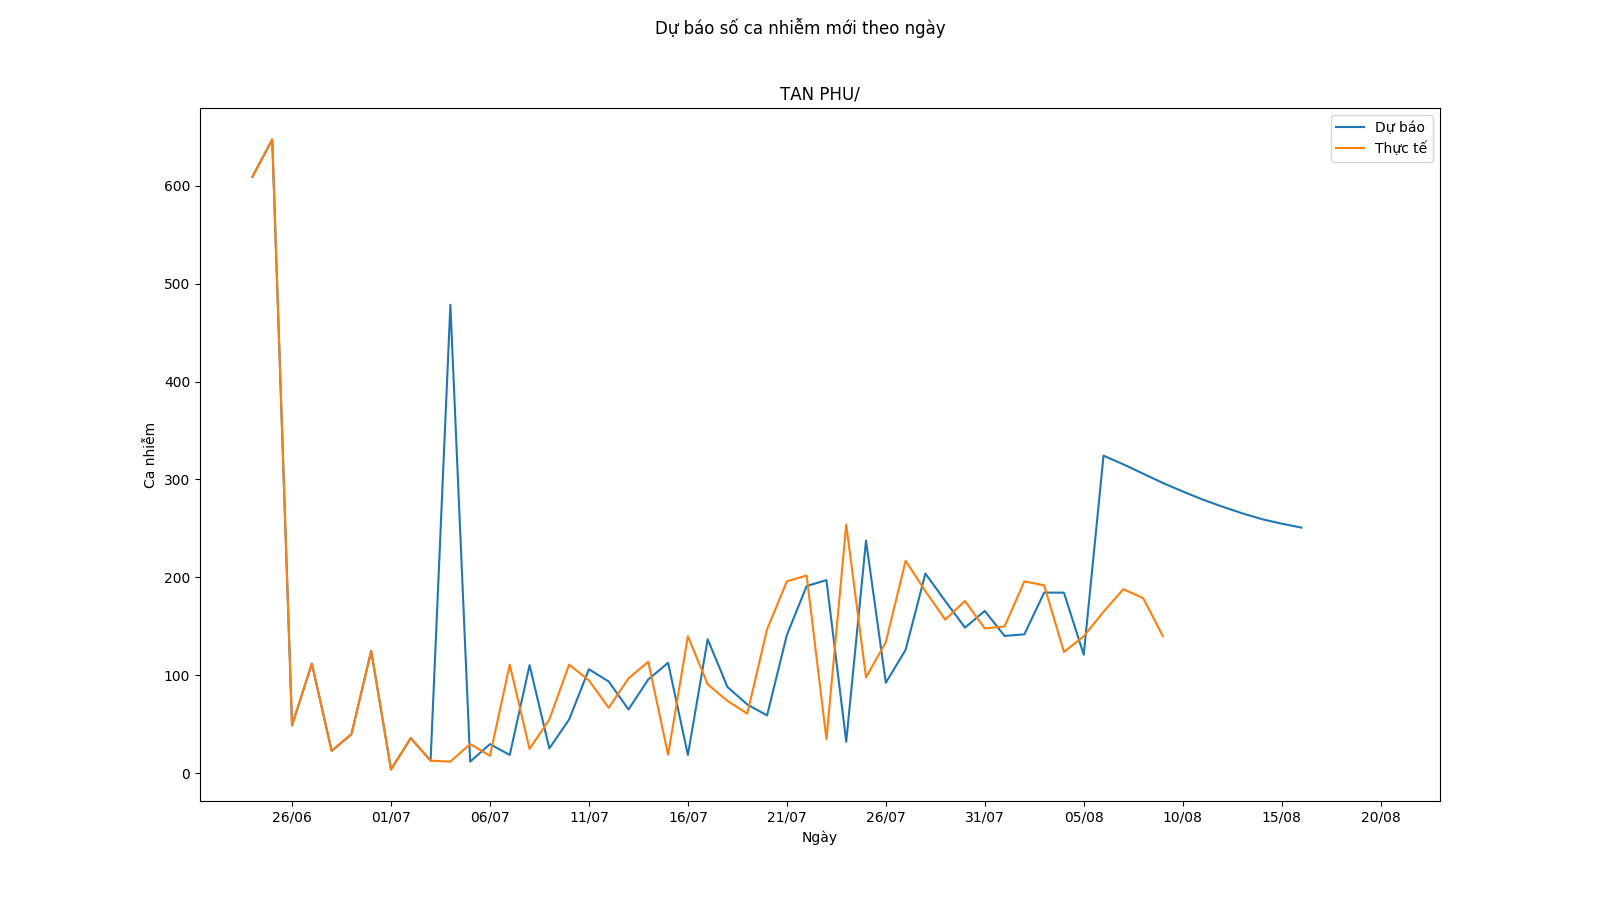 Dự báo số ca nhiễm mới theo ngày
TAN PHU/
Dự báo
Thực tế
600
500
400
300
200
100
0
Ca nhiễm
26/06 01/07 06/07 11/07 16/07 21/07 26/07 31/07 05/08 10/08 15/08 20/08
Ngày